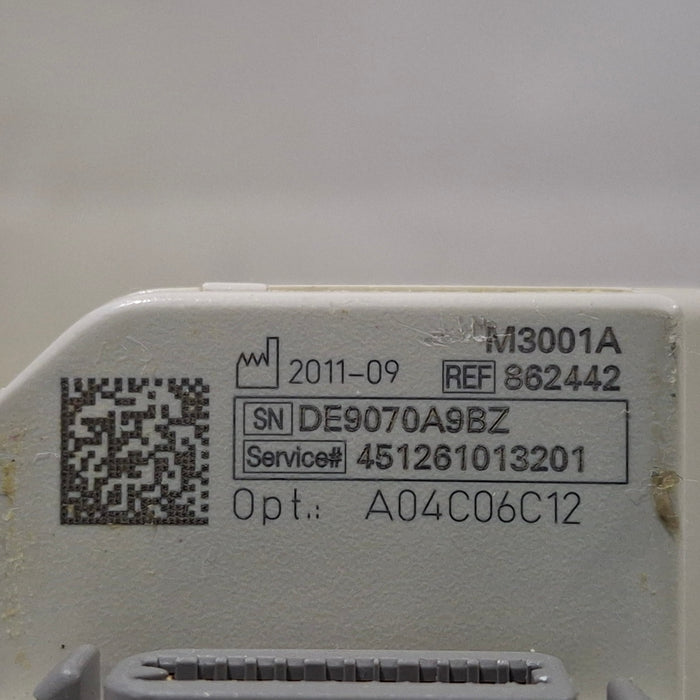 M3001A
2011-09 REF 862442
SN DE9070A9BZ
Service# 451261013201
Opt.: A04C06C12